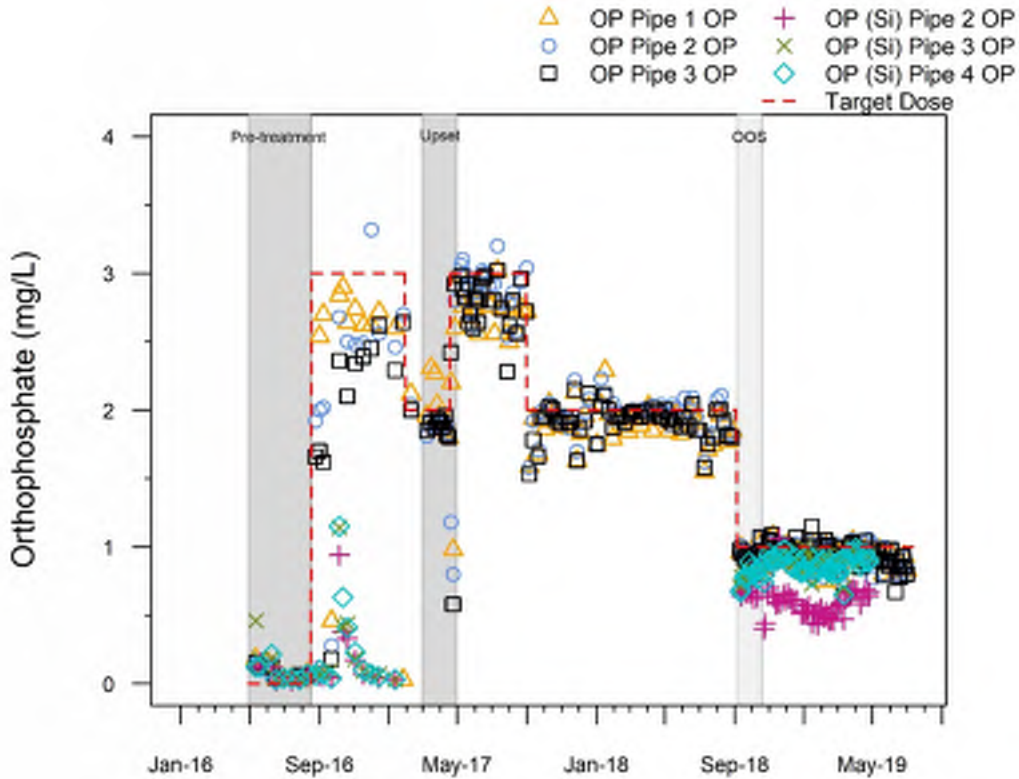 OP Pipe 1 OP OP (Si) Pipe 2 OP
OP Pipe 2 OP OP (Si) Pipe 3 OP
OP Pipe 3 OP OP (Si) Pipe 4 OP
Target Dose
Pre-treatment Upset OOS
4
3
2
1
0
Orthophosphate (mg/L)
Jan-16 Sep-16 May-17 Jan-18 Sep-18 May-19